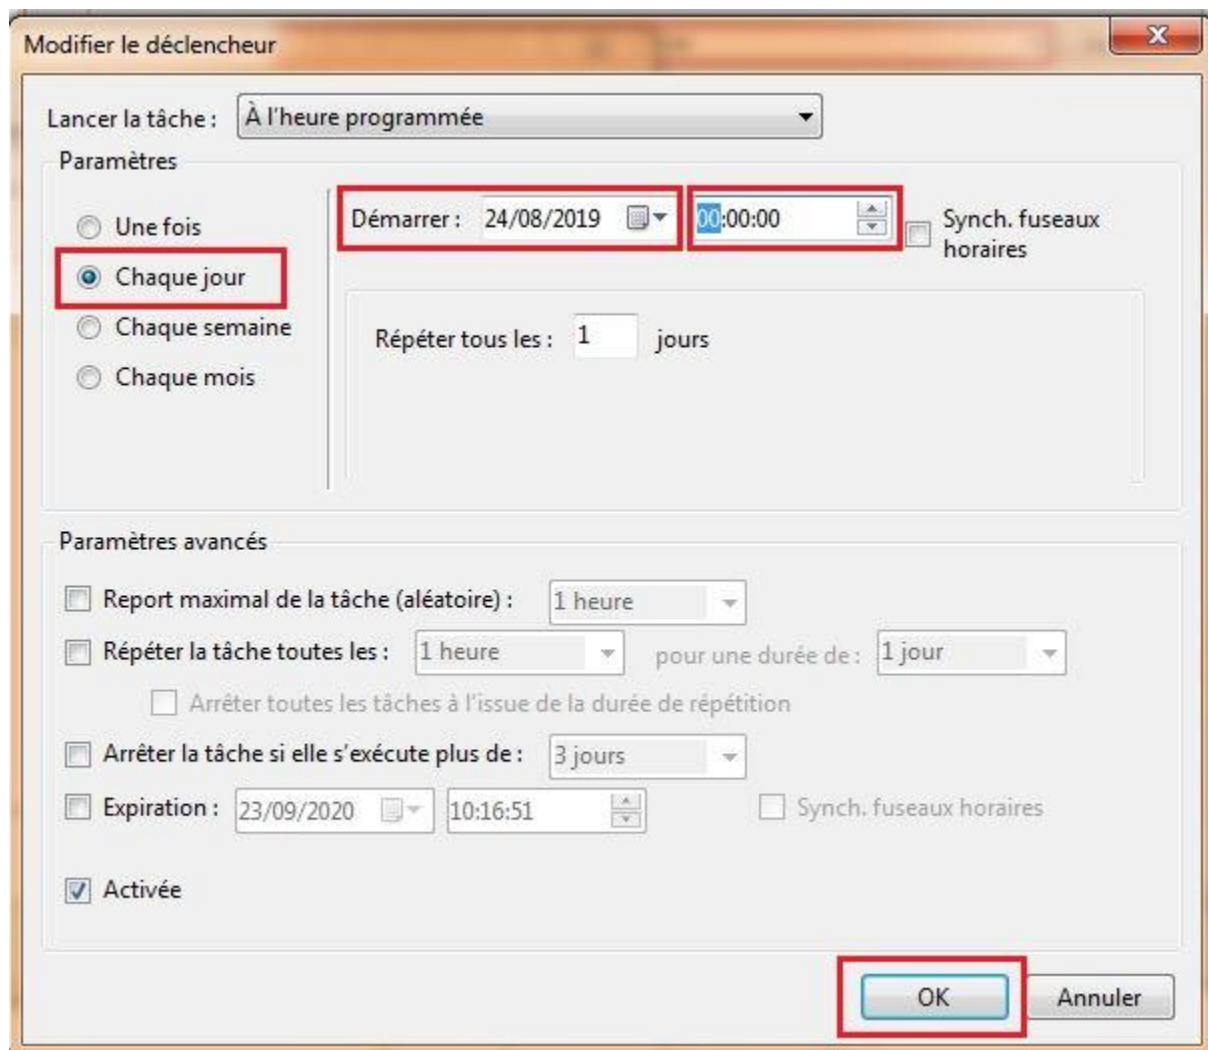 Modifier le déclencheur
Lancer la tâche : À l'heure programmée
Paramètres
Une fois
Chaque jour
Chaque semaine
Chaque mois
Démarrer : 24/08/2019 00:00:00
Synch. fuseaux
horaires
Répéter tous les : 1 jours
Paramètres avancés
Report maximal de la tâche (aléatoire) : 1 heure
Répéter la tâche toutes les : 1 heure pour une durée de : 1 jour
Arrêter toutes les tâches à l'issue de la durée de répétition
Arrêter la tâche si elle s'exécute plus de : 3 jours
Expiration : 23/09/2020 10:16:51 Synch. fuseaux horaires
Activée
OK Annuler